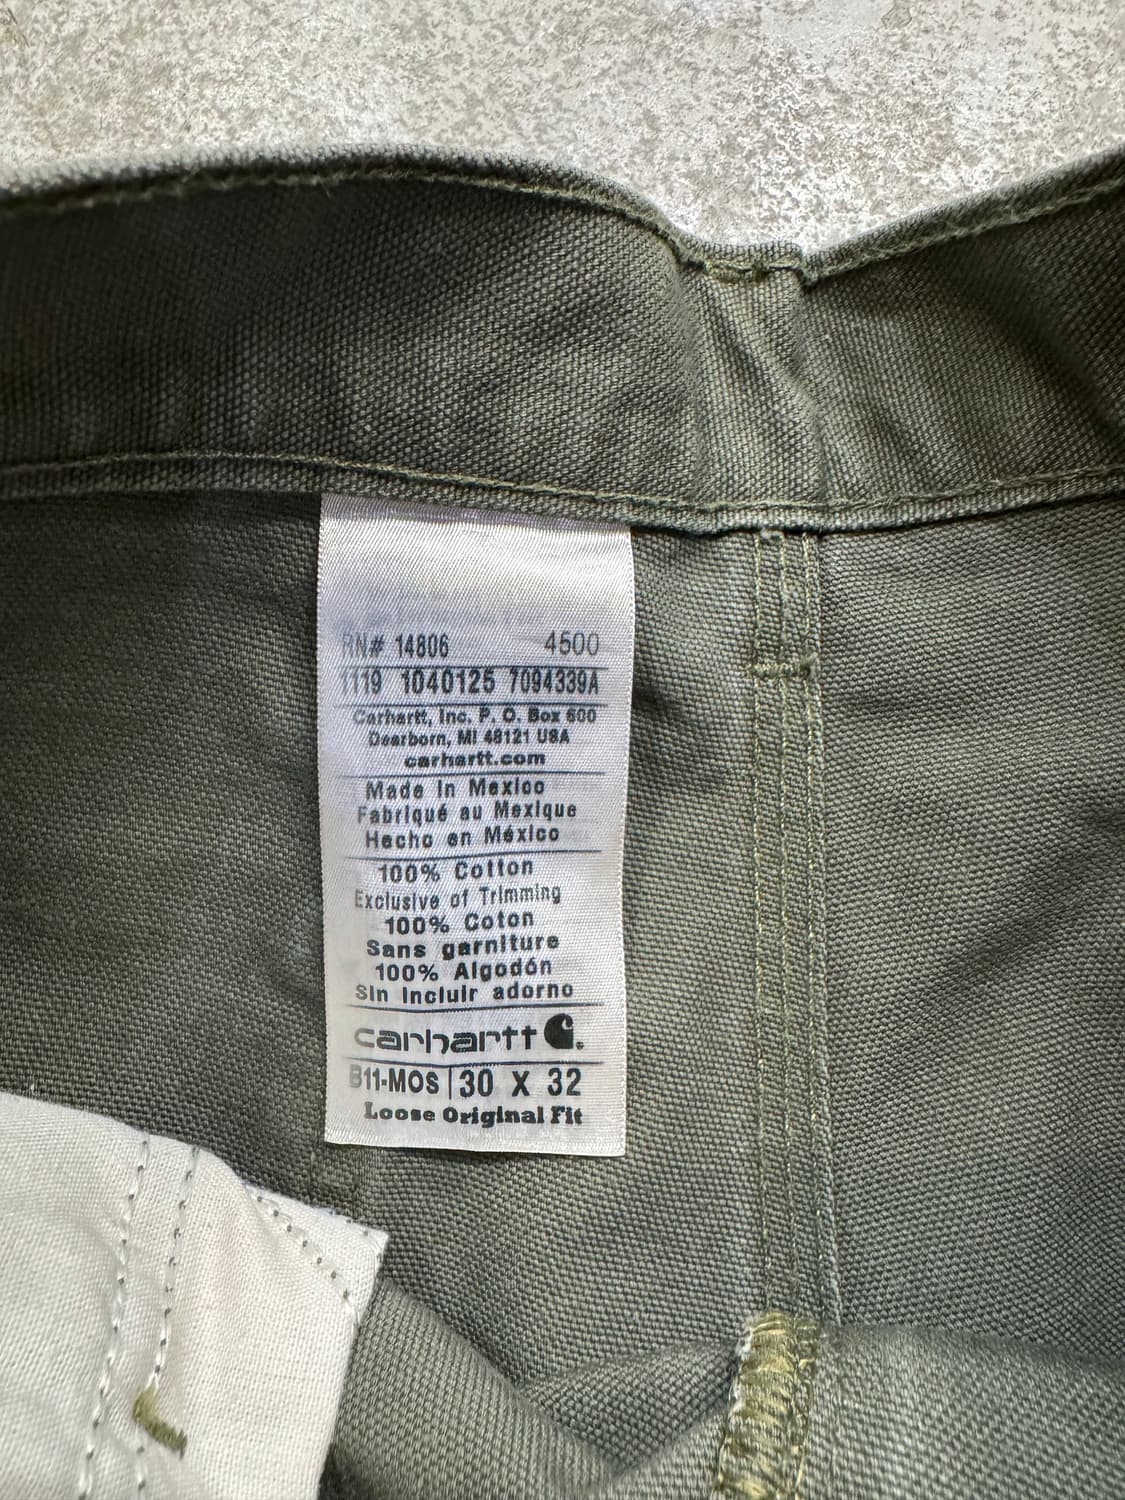 RN# 14806 4500
1119 1040125 7094339A
Carhartt, Inc. P. O. Box 600
Dearborn, MI 48121 USA
carhartt.com
Made In Mexico
Fabriqué au Mexique
Hecho en México
100% Cotton
Exclusive of Trimming
100% Coton
Sans garniture
100% Algodón
Sin Incluir adorno
carhartt
B11-MOS | 30 X 32
Loose Original Fit